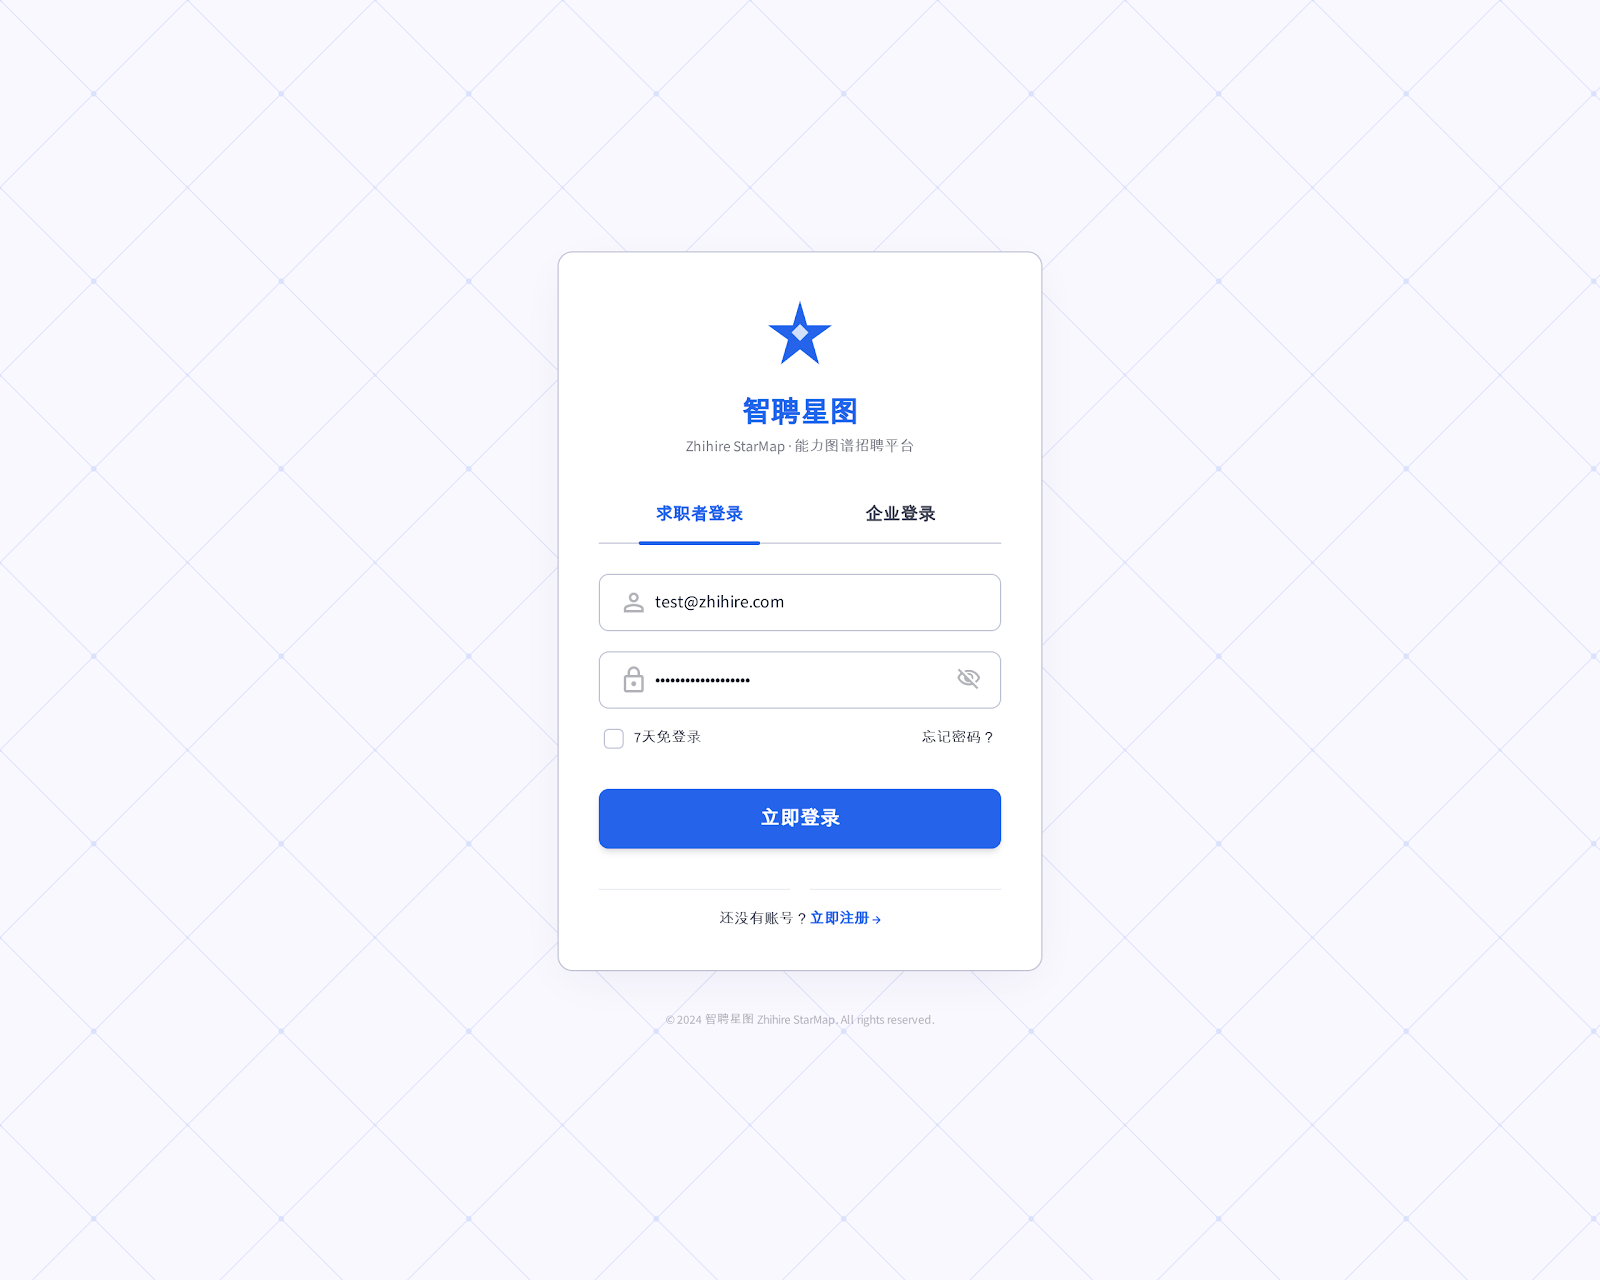 智聘星图
Zhihire StarMap · 能力图谱招聘平台
求职者登录 企业登录
test@zhihire.com
•••••••••••••••••••
7天免登录 忘记密码？
立即登录
还没有账号？立即注册→
© 2024 智聘星图 Zhihire StarMap. All rights reserved.